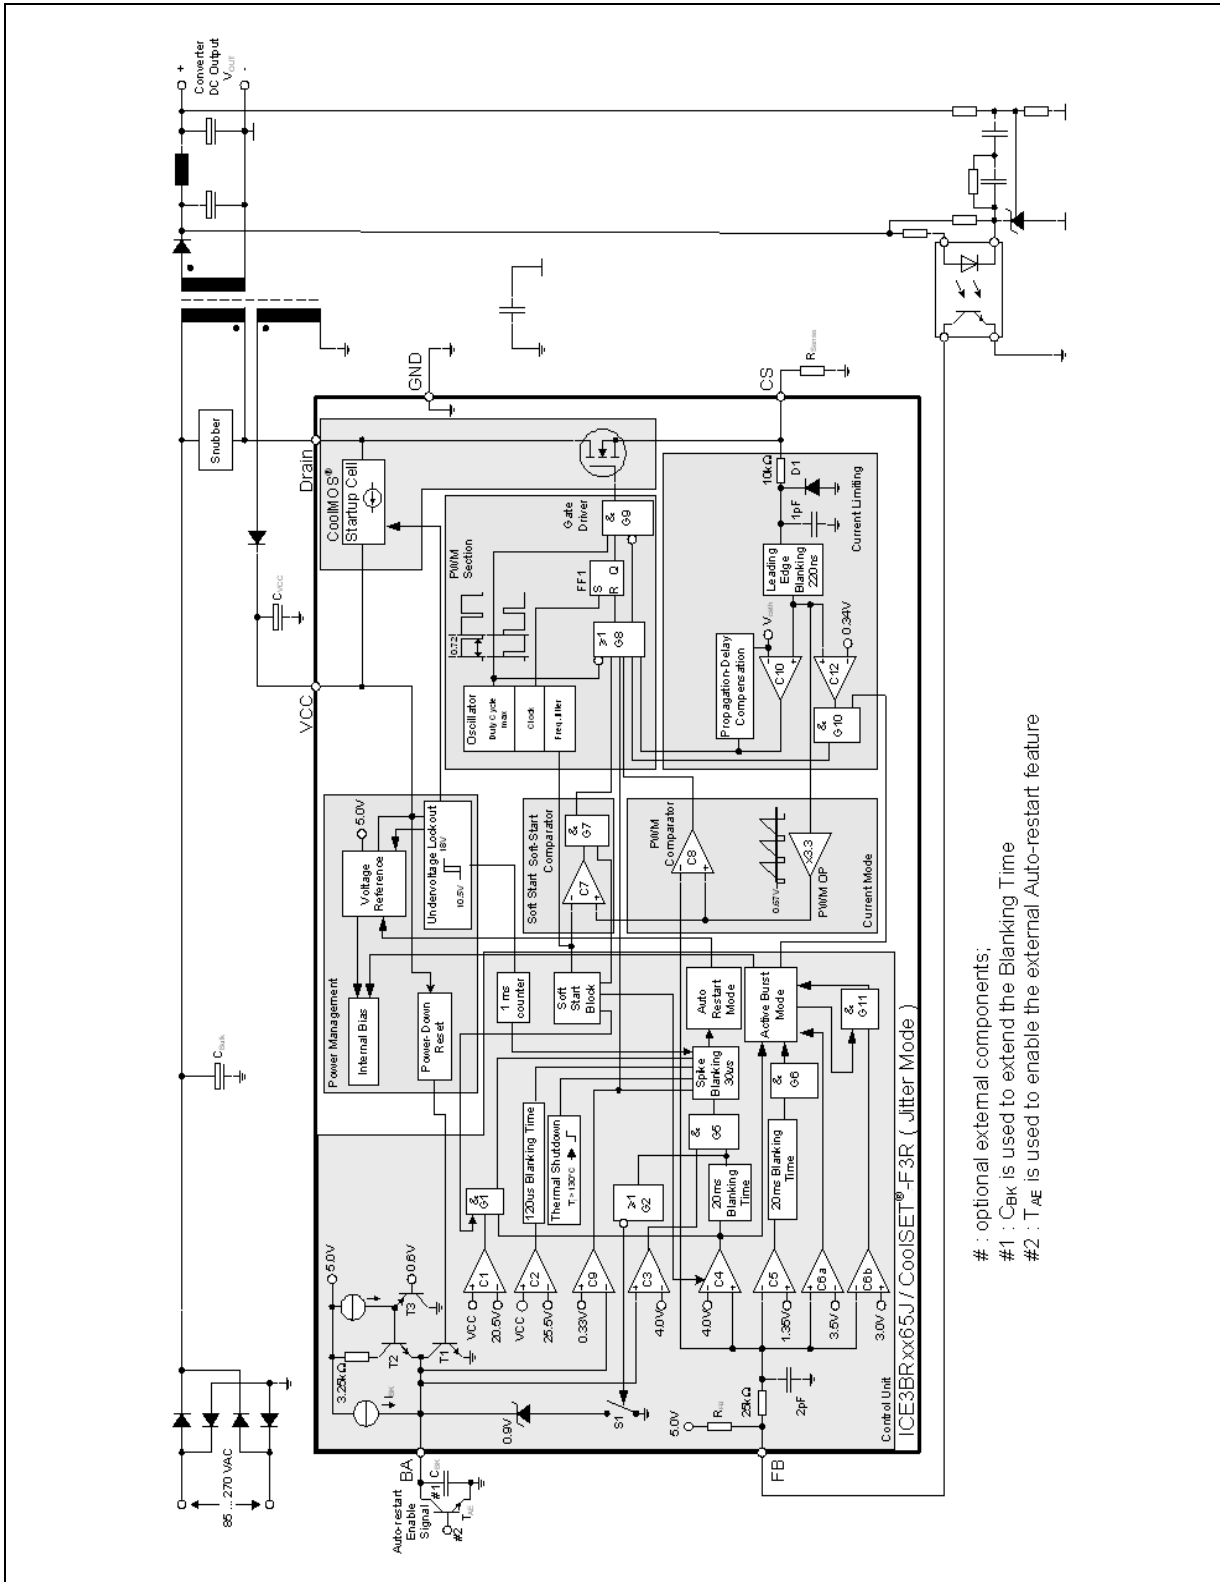 85 ... 270 VAC
CBulk
Snubber
Converter
DC Output
VOUT
+
-
CVCC
VCC
Drain
GND
CS
RSense
BA
FB
Auto-restart
Enable
Signal
#1
CBK
#2
TAE
Power Management
Internal Bias
Voltage
Reference
5.0V
Power-Down
Reset
Undervoltage Lockout
18V
10.5V
CoolMOS®
Startup Cell
5.0V
3.25kΩ
IBK
T2
T3
0.6V
T1
0.9V
S1
VCC
20.5V
C1
&
G1
VCC
25.5V
C2
120us Blanking Time
Thermal Shutdown
Tj >130°C
0.33V
C9
4.0V
C3
≥1
G2
4.0V
C4
20ms
Blanking
Time
&
G5
Spike
Blanking
30us
1 ms
counter
Auto
Restart
Mode
1.35V
C5
20ms Blanking
Time
&
G6
Active Burst
Mode
3.5V
C6a
3.0V
C6b
&
G11
5.0V
RFB
25kΩ
2pF
Control Unit
Soft
Start
Block
Soft Start
Soft-Start
Comparator
C7
&
G7
PWM
Comparator
C8
0.67V
x3.3
PWM OP
Current Mode
Oscillator
Duty Cycle
max
Clock
Freq. jitter
0.72
PWM
Section
≥1
G8
FF1
S
R
Q
Gate
Driver
&
G9
Propagation-Delay
Compensation
Vcsth
C10
C12
0.34V
&
G10
Leading
Edge
Blanking
220ns
10kΩ
D1
1pF
Current Limiting
ICE3BRxx65J / CoolSET®-F3R ( Jitter Mode )
# : optional external components;
#1 : CBK is used to extend the Blanking Time
#2 : TAE is used to enable the external Auto-restart feature